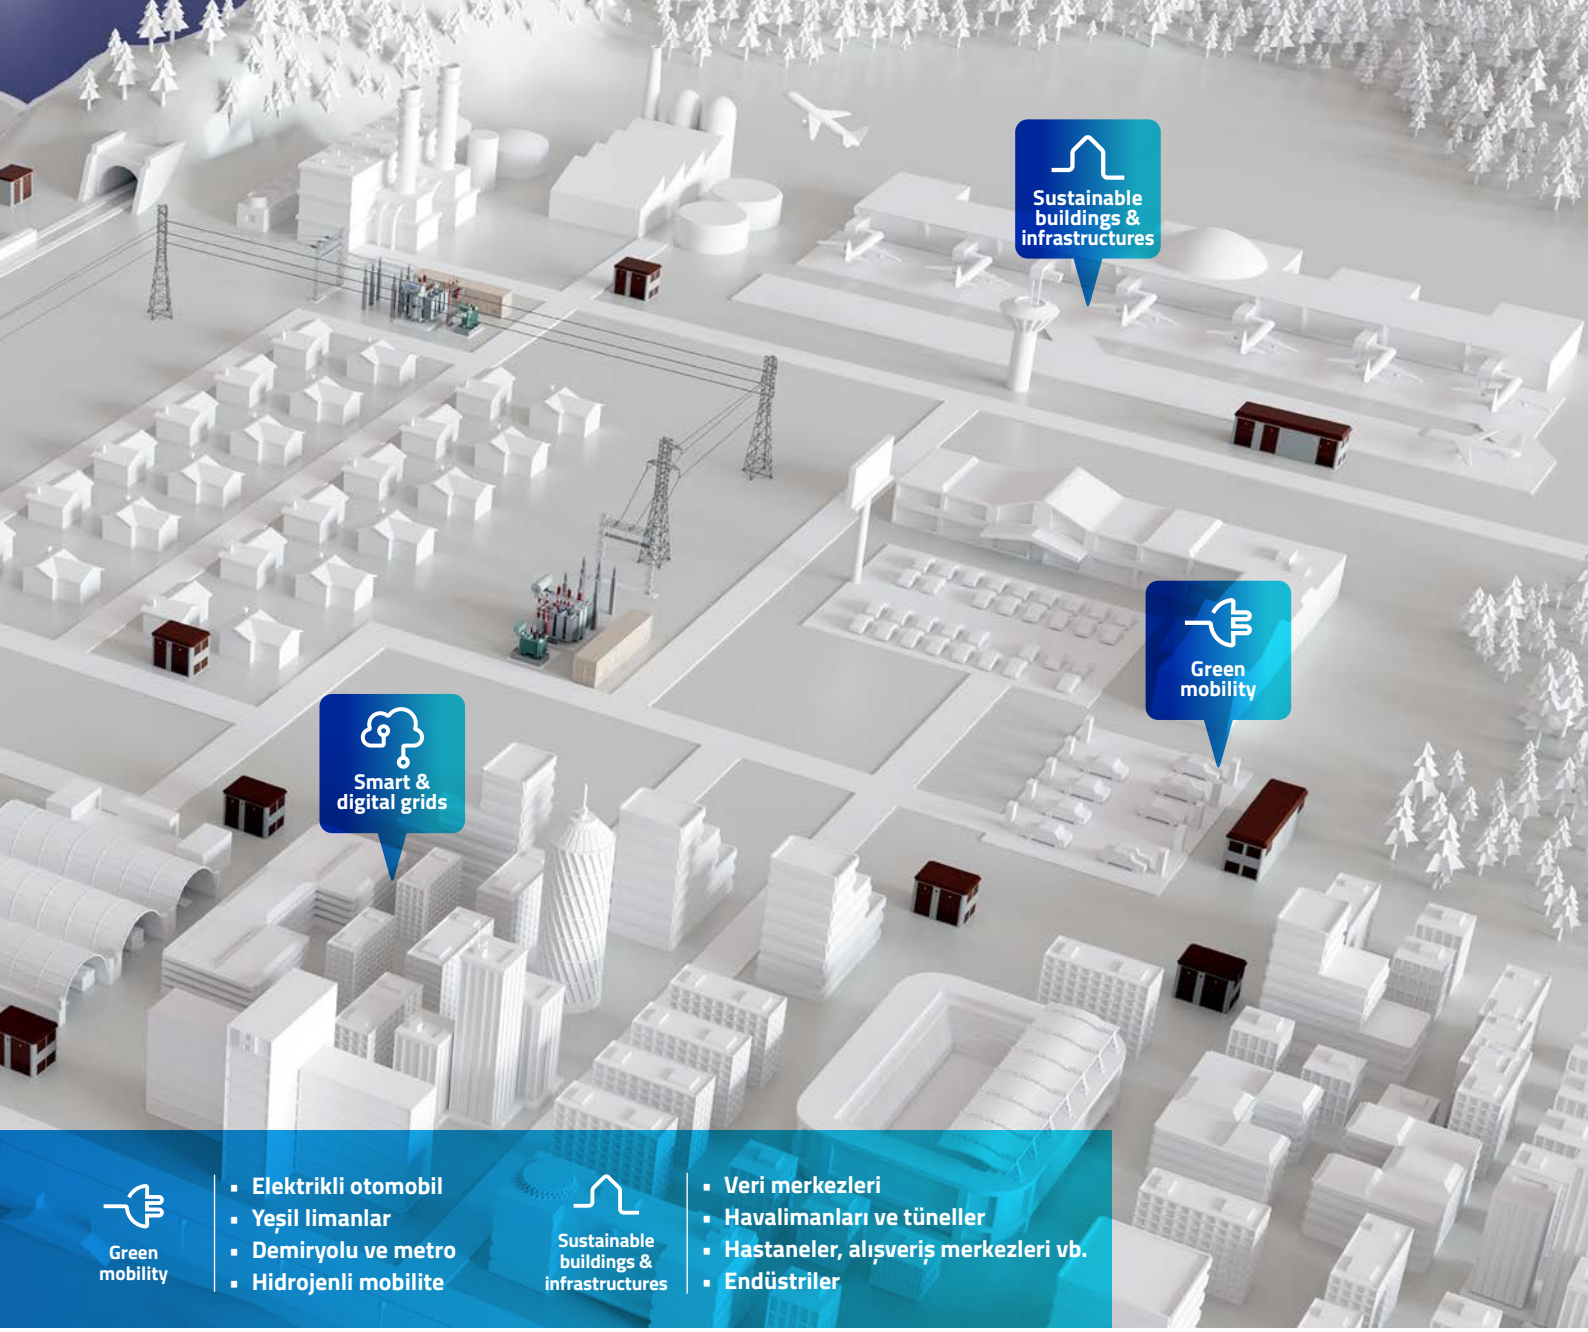 Sustainable
buildings &
infrastructures
Green
mobility
Smart &
digital grids
Green
mobility
▪ Elektrikli otomobil
▪ Yeşil limanlar
▪ Demiryolu ve metro
▪ Hidrojenli mobilite
Sustainable
buildings &
infrastructures
▪ Veri merkezleri
▪ Havalimanları ve tüneller
▪ Hastaneler, alışveriş merkezleri vb.
▪ Endüstriler